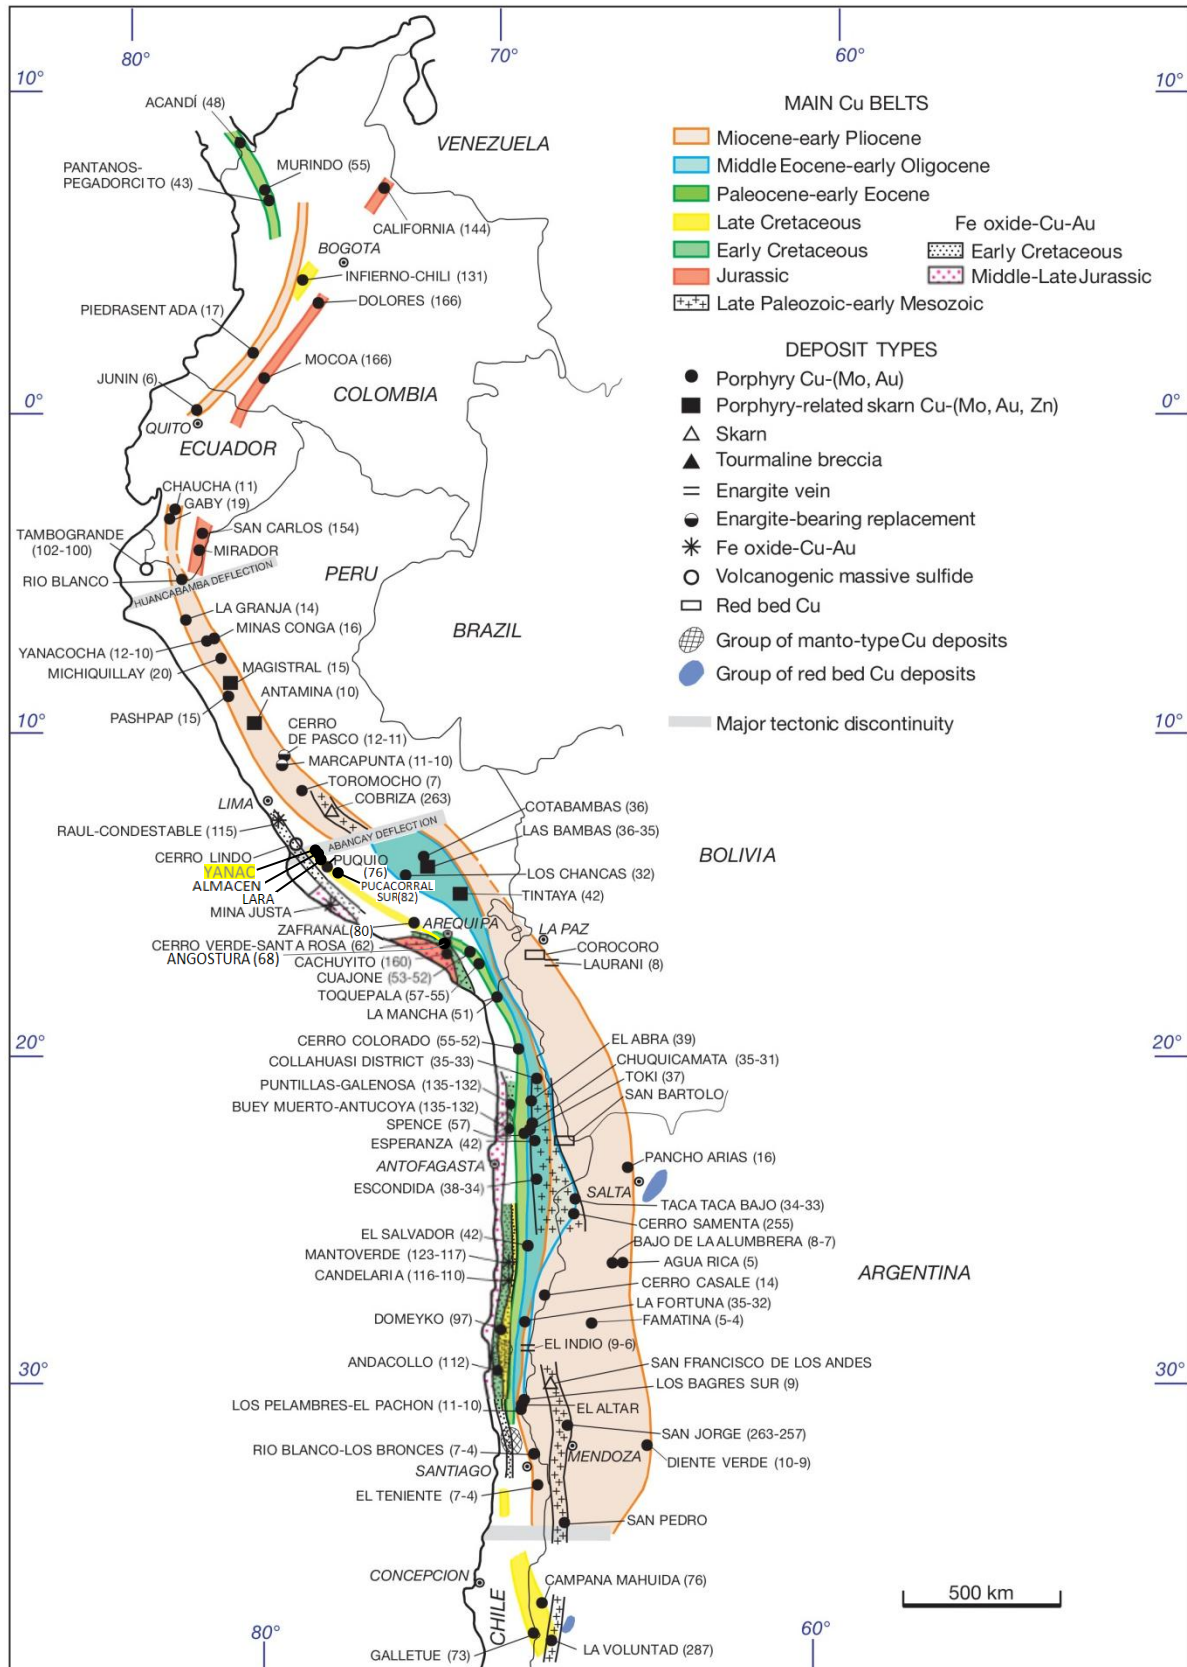 80°
70°
60°
10°
10°
ACANDÍ (48)
VENEZUELA
PANTANOS-
PEGADORCITO (43)
MURINDO (55)
CALIFORNIA (144)
BOGOTA
INFIERNO-CHILI (131)
DOLORES (166)
PIEDRASENTADA (17)
MOCOA (166)
JUNIN (6)
COLOMBIA
0°
0°
QUITO
ECUADOR
MAIN Cu BELTS
Miocene-early Pliocene
Middle Eocene-early Oligocene
Paleocene-early Eocene
Late Cretaceous
Fe oxide-Cu-Au
Early Cretaceous
Early Cretaceous
Jurassic
Middle-Late Jurassic
Late Paleozoic-early Mesozoic
DEPOSIT TYPES
Porphyry Cu-(Mo, Au)
Porphyry-related skarn Cu-(Mo, Au, Zn)
Skarn
Tourmaline breccia
Enargite vein
Enargite-bearing replacement
Fe oxide-Cu-Au
Volcanogenic massive sulfide
Red bed Cu
Group of manto-type Cu deposits
Group of red bed Cu deposits
Major tectonic discontinuity
CHAUCHA (11)
GABY (19)
TAMBOGRANDE
(102-100)
SAN CARLOS (154)
MIRADOR
RIO BLANCO
HUANCABAMBA DEFLECTION
PERU
LA GRANJA (14)
MINAS CONGA (16)
YANACOCHA (12-10)
MICHIQUILLAY (20)
MAGISTRAL (15)
ANTAMINA (10)
PASHPAP (15)
BRAZIL
10°
10°
CERRO
DE PASCO (12-11)
MARCAPUNTA (11-10)
TOROMOCHO (7)
COBRIZA (263)
LIMA
RAUL-CONDESTABLE (115)
ABANCAY DEFLECTION
COTABAMBAS (36)
LAS BAMBAS (36-35)
CERRO LINDO
YANAC
ALMACEN
LARA
PUQUIO
(76)
PUCACORRAL
SUR(82)
LOS CHANCAS (32)
TINTAYA (42)
BOLIVIA
MINA JUSTA
ZAFRANAL (80)
AREQUIPA
LA PAZ
CERRO VERDE-SANTA ROSA (62)
ANGOSTURA (68)
COROCORO
LAURANI (8)
CACHUYITO (160)
CUAJONE (53-52)
TOQUEPALA (57-55)
LA MANCHA (51)
20°
20°
CERRO COLORADO (55-52)
COLLAHUASI DISTRICT (35-33)
PUNTILLAS-GALENOSA (135-132)
BUEY MUERTO-ANTUCOYA (135-132)
SPENCE (57)
ESPERANZA (42)
ANTOFAGASTA
ESCONDIDA (38-34)
EL ABRA (39)
CHUQUICAMATA (35-31)
TOKI (37)
SAN BARTOLO
PANCHO ARIAS (16)
SALTA
TACA TACA BAJO (34-33)
CERRO SAMENTA (255)
BAJO DE LA ALUMBRERA (8-7)
AGUA RICA (5)
EL SALVADOR (42)
MANTOVERDE (123-117)
CANDELARIA (116-110)
ARGENTINA
CERRO CASALE (14)
LA FORTUNA (35-32)
FAMATINA (5-4)
DOMEYKO (97)
EL INDIO (9-6)
ANDACOLLO (112)
SAN FRANCISCO DE LOS ANDES
LOS BAGRES SUR (9)
30°
30°
LOS PELAMBRES-EL PACHON (11-10)
EL ALTAR
SAN JORGE (263-257)
RIO BLANCO-LOS BRONCES (7-4)
MENDOZA
DIENTE VERDE (10-9)
SANTIAGO
EL TENIENTE (7-4)
SAN PEDRO
CONCEPCION
CHILE
CAMPANA MAHUIDA (76)
500 km
GALLETUE (73)
LA VOLUNTAD (287)
80°
60°